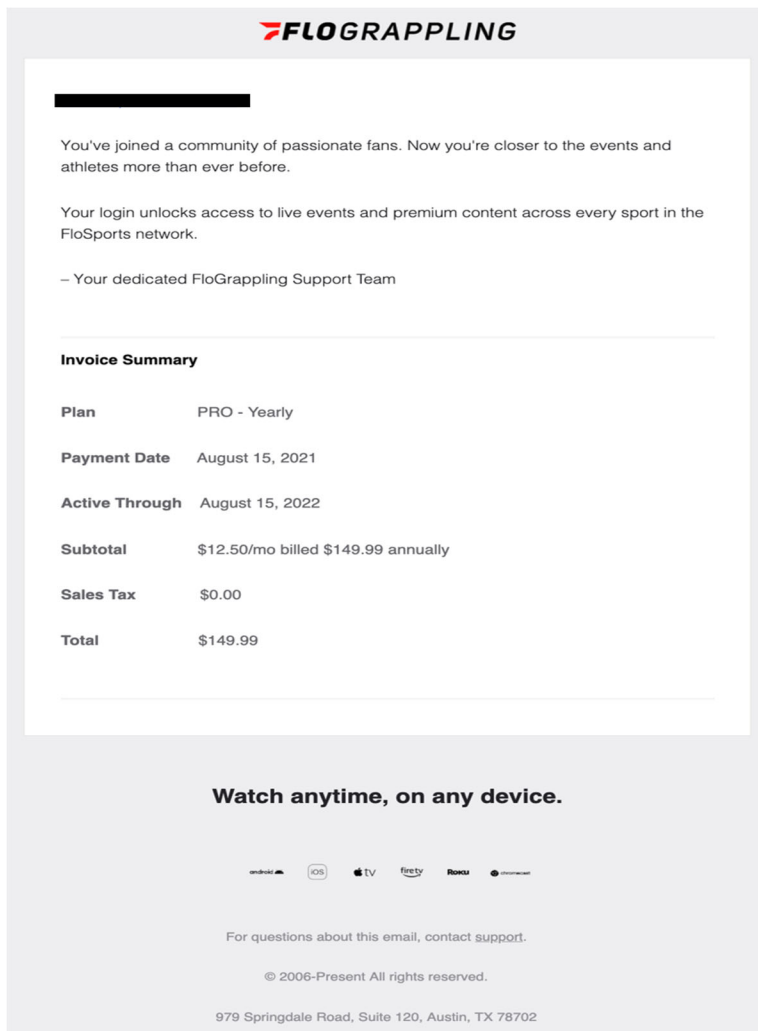 FLOGRAPPLING
You've joined a community of passionate fans. Now you're closer to the events and
athletes more than ever before.
Your login unlocks access to live events and premium content across every sport in the
FloSports network.
– Your dedicated FloGrappling Support Team
Invoice Summary
Plan PRO - Yearly
Payment Date August 15, 2021
Active Through August 15, 2022
Subtotal $12.50/mo billed $149.99 annually
Sales Tax $0.00
Total $149.99
Watch anytime, on any device.
android iOS tv firetv ROKU chromecast
For questions about this email, contact support.
© 2006-Present All rights reserved.
979 Springdale Road, Suite 120, Austin, TX 78702